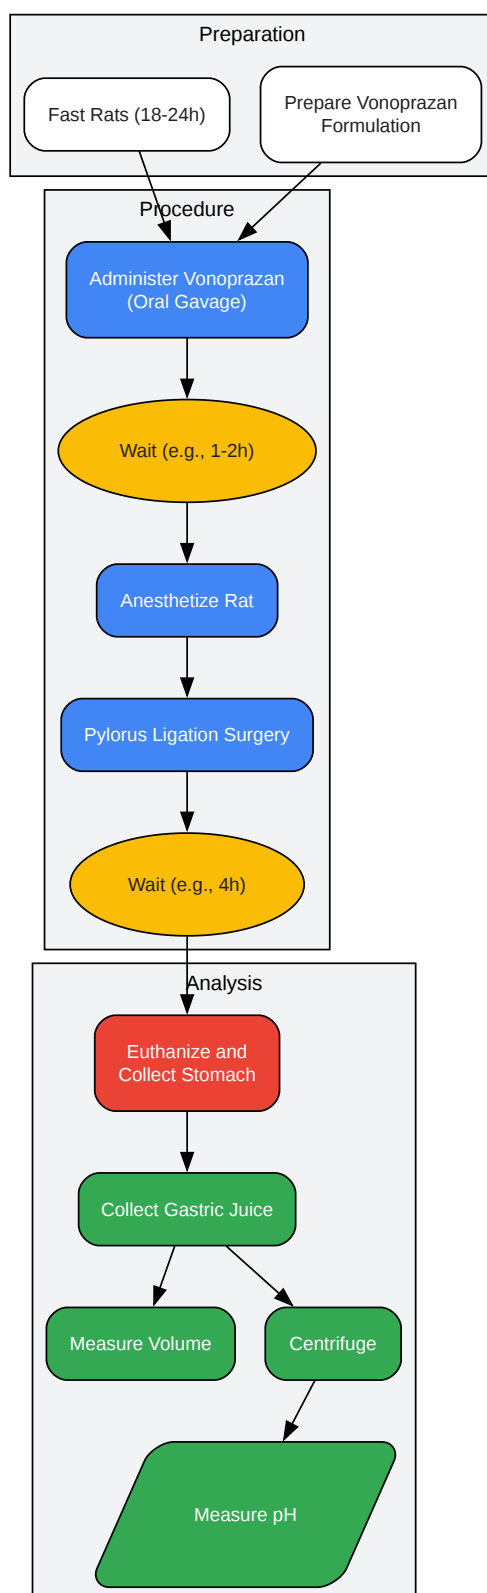 Preparation
Fast Rats (18-24h)
Prepare Vonoprazan
Formulation
Procedure
Administer Vonoprazan
(Oral Gavage)
Wait (e.g., 1-2h)
Anesthetize Rat
Pylorus Ligation Surgery
Wait (e.g., 4h)
Analysis
Euthanize and
Collect Stomach
Collect Gastric Juice
Measure Volume
Centrifuge
Measure pH